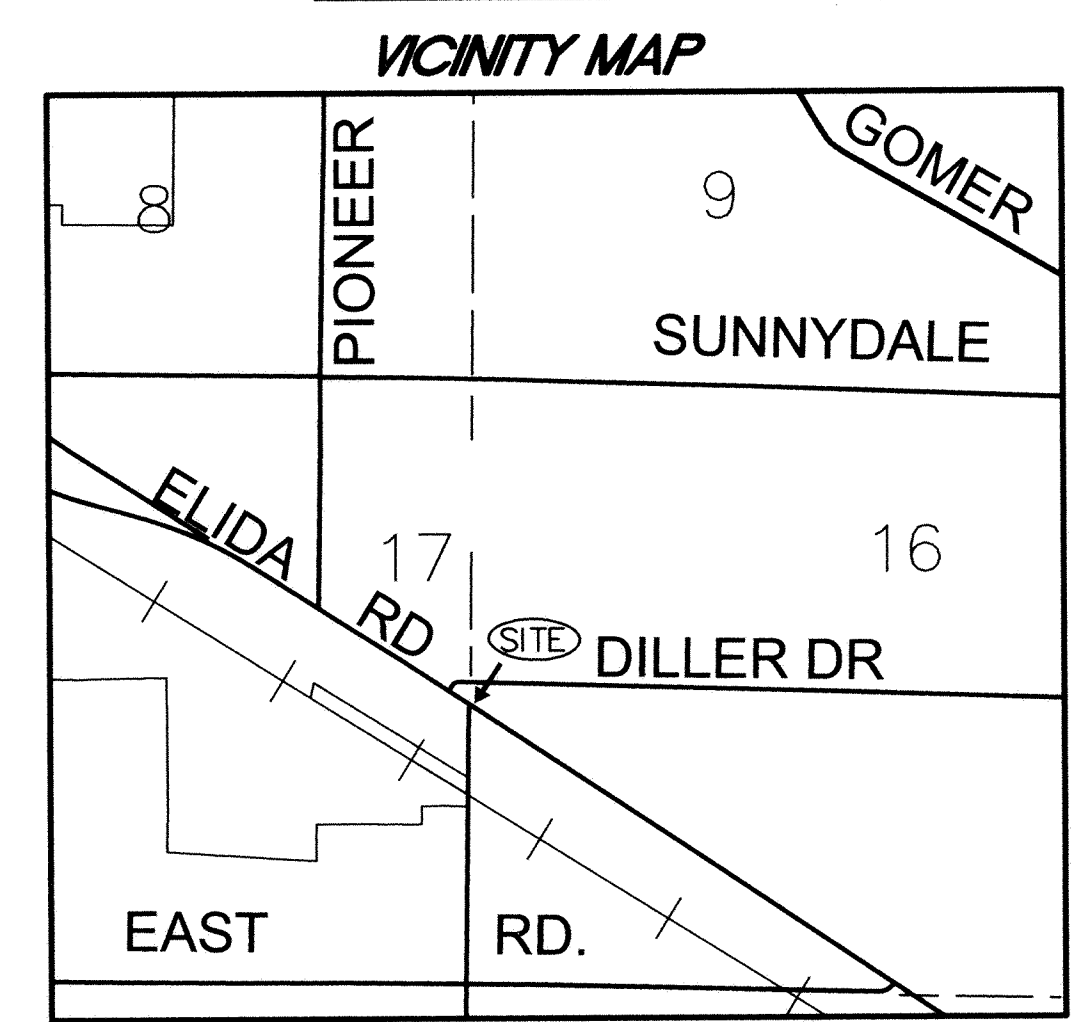 VICINITY MAP
GOMER
PIONEER
9
8
SUNNYDALE
ELIDA RD
17
16
SITE
DILLER DR
EAST RD.